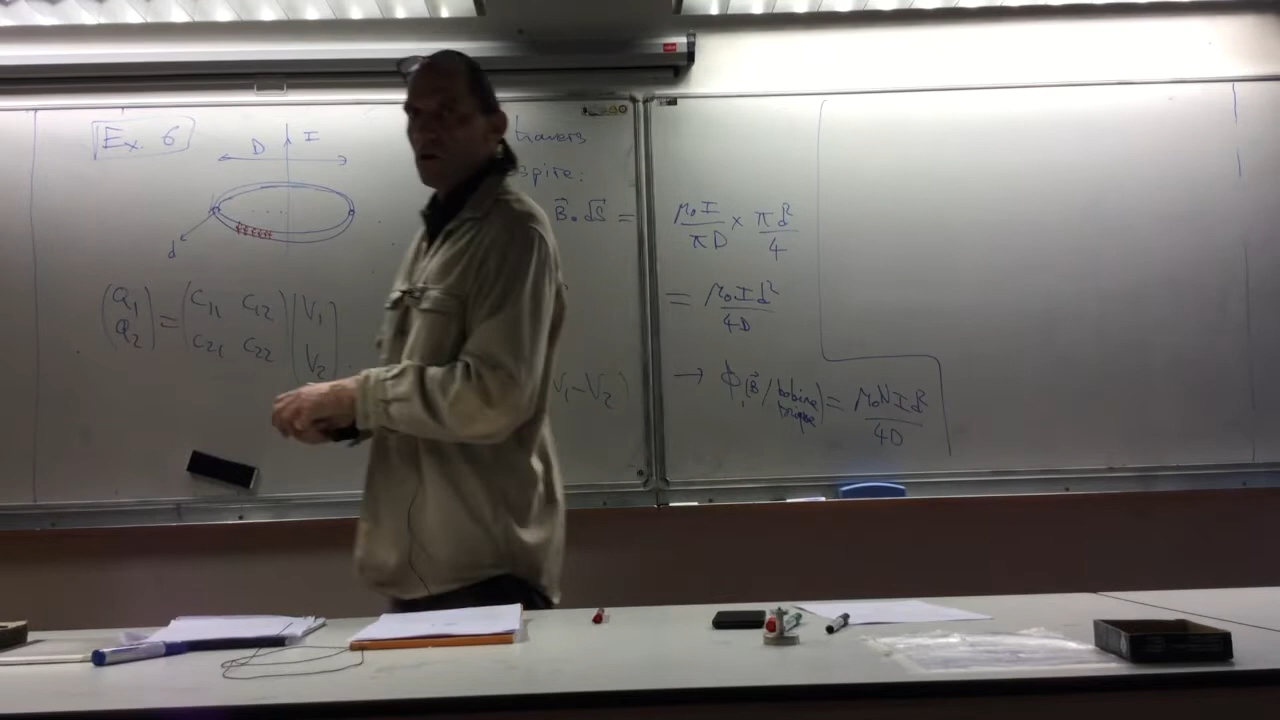 Ex. 6
D I
d
(Q₁ Q₂) = (C₁₁ C₁₂ C₂₁ C₂₂) (V₁ V₂)
travers
spire:
B⃗ . dS⃗ = μ₀I/πD × πd²/4
= μ₀Id²/4D
V₁ – V₂)
→ ϕ₁(B⃗/bobine torique) = μ₀NId²/4D